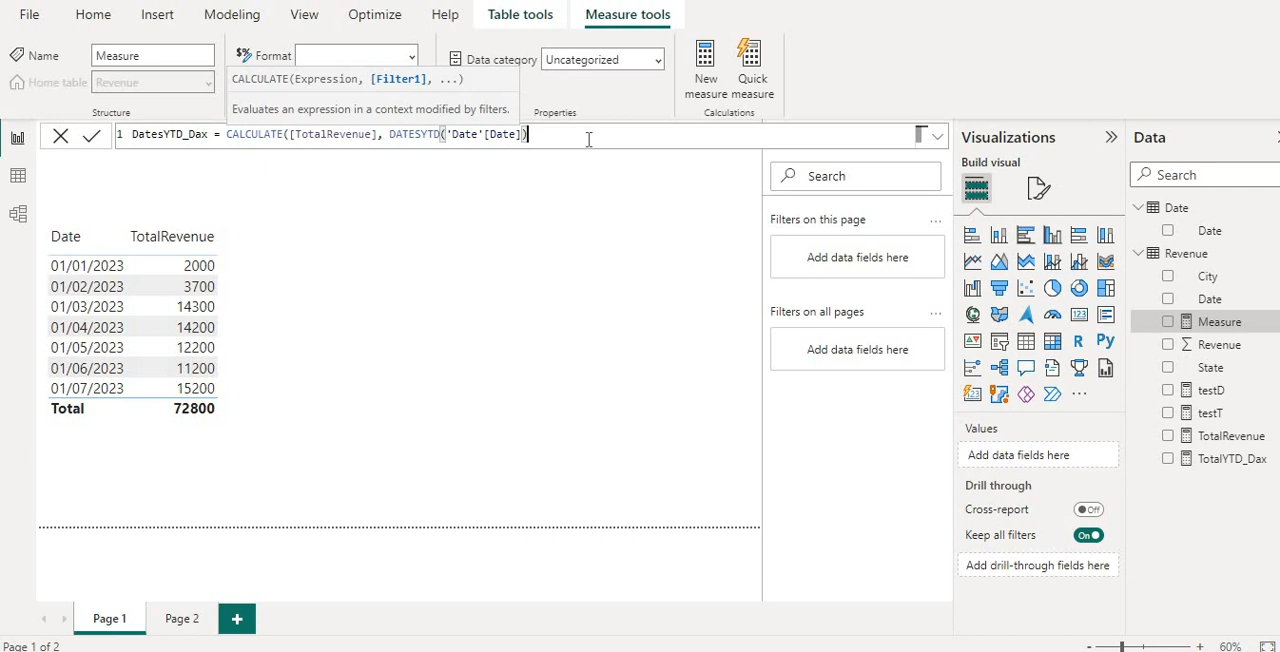 File Home Insert Modeling View Optimize Help Table tools Measure tools
Name Measure
$% Format
Data category Uncategorized
Home table Revenue
New measure
Quick measure
Structure
Properties
Calculations
CALCULATE(Expression, [Filter1], ...)
Evaluates an expression in a context modified by filters.
1 DatesYTD_Dax = CALCULATE([TotalRevenue], DATESYTD('Date'[Date])
Date TotalRevenue
01/01/2023 2000
01/02/2023 3700
01/03/2023 14300
01/04/2023 14200
01/05/2023 12200
01/06/2023 11200
01/07/2023 15200
Total 72800
Search
Filters on this page ...
Add data fields here
Filters on all pages ...
Add data fields here
Visualizations
Build visual
123
R Py
...
Values
Add data fields here
Drill through
Cross-report Off
Keep all filters On
Add drill-through fields here
Data
Search
Date
Date
Revenue
City
Date
Measure
Σ Revenue
State
testD
testT
TotalRevenue
TotalYTD_Dax
Page 1 Page 2 +
Page 1 of 2
- + 60%